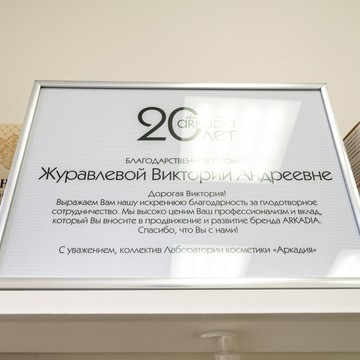 20 ARKADIA
лет
БЛАГОДАРСТВЕННОЕ ПИСЬМО
Журавлевой Виктории Андреевне
Дорогая Виктория!
Выражаем Вам нашу искреннюю благодарность за плодотворное
сотрудничество. Мы высоко ценим Ваш профессионализм и вклад,
который Вы вносите в продвижение и развитие бренда ARKADIA.
Спасибо, что Вы с нами!
С уважением, коллектив Лаборатории косметики «Аркадия»